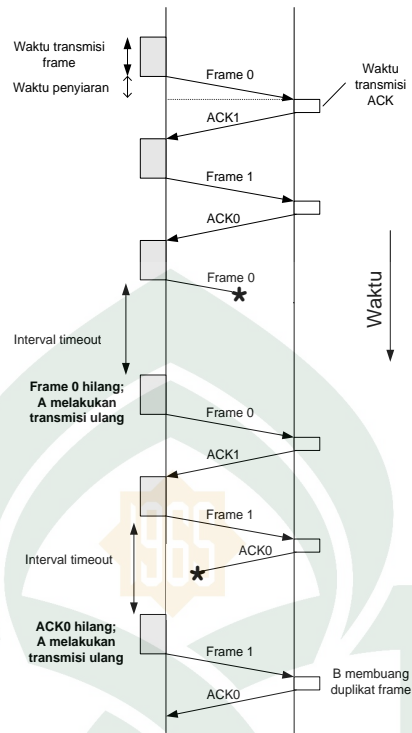 Waktu transmisi
frame
Waktu penyiaran
Frame 0
Waktu
transmisi
ACK
ACK1
Frame 1
ACK0
Frame 0
Waktu
Interval timeout
Frame 0 hilang;
A melakukan
transmisi ulang
Frame 0
ACK1
Frame 1
1965
Interval timeout
ACK0
ACK0 hilang;
A melakukan
transmisi ulang
Frame 1
B membuang
duplikat frame
ACK0